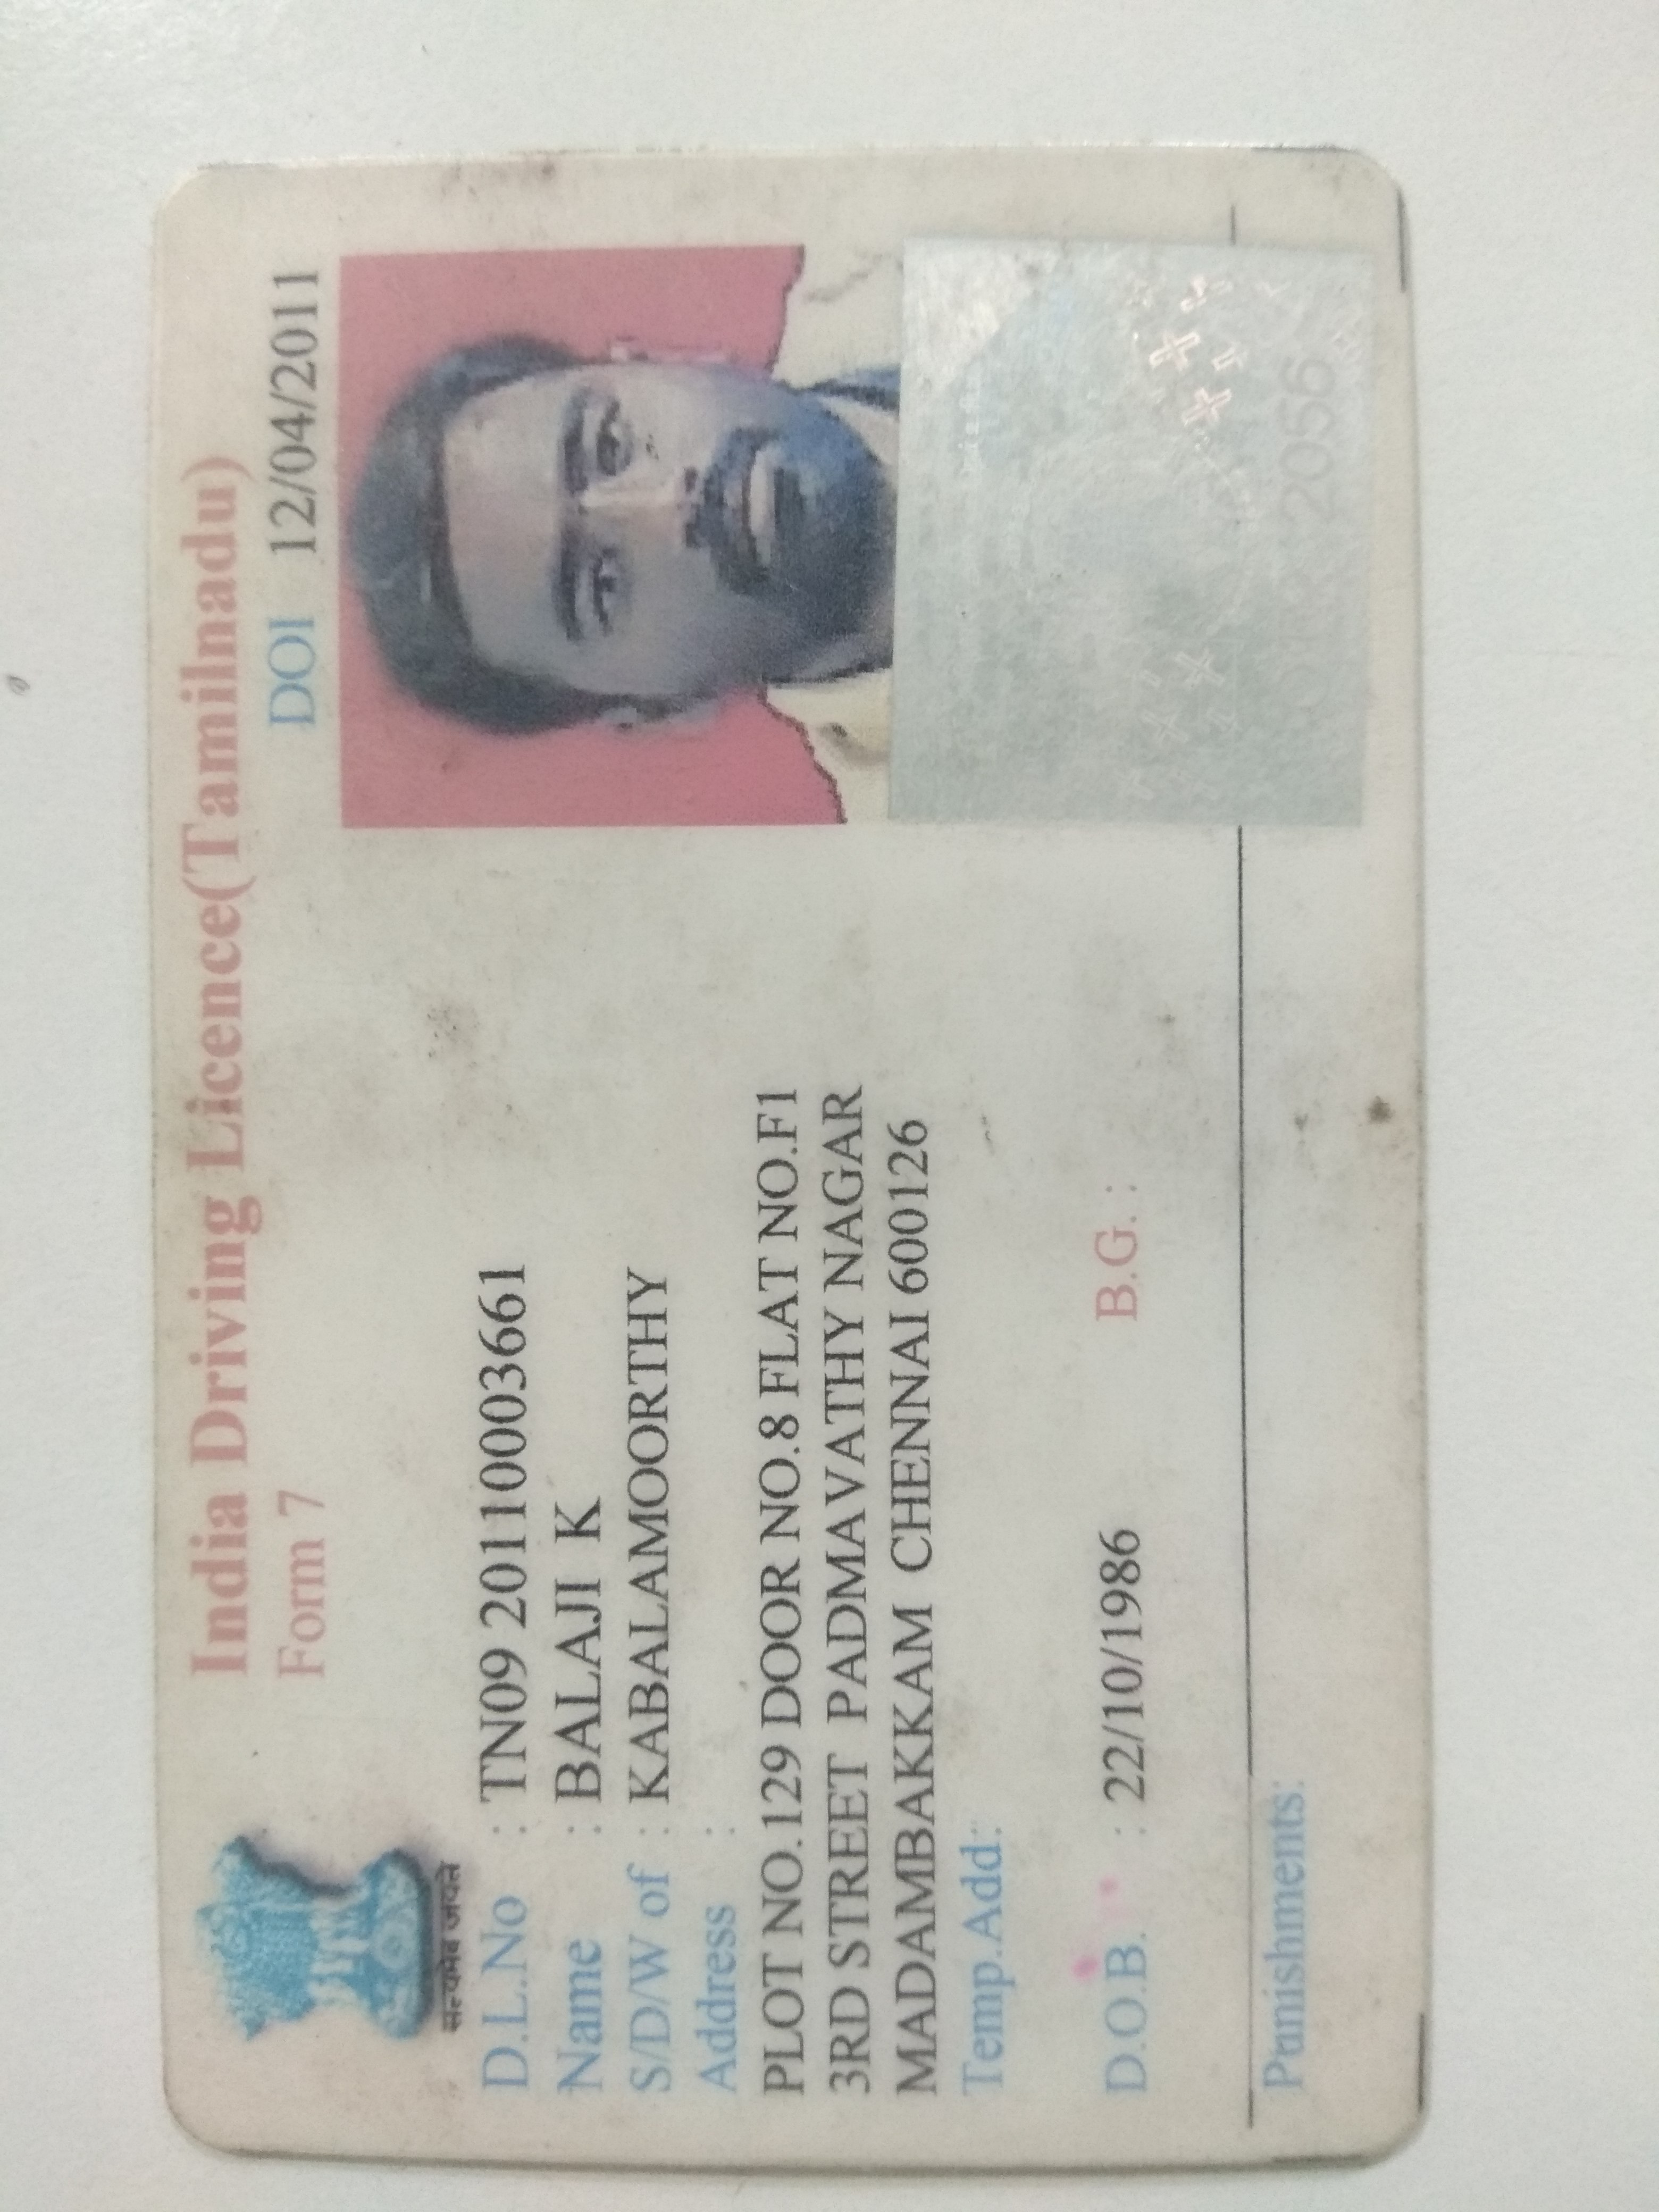 India Driving Licence(Tamilnadu)
Form 7
DOI 12/04/2011
सत्यमेव जयते
D.L.No : TN09 20110003661
Name : BALAJI K
S/D/W of : KABALAMOORTHY
Address :
PLOT NO.129 DOOR NO.8 FLAT NO.F1
3RD STREET PADMAVATHY NAGAR
MADAMBAKKAM CHENNAI 600126
Temp.Add:
D.O.B. : 22/10/1986 B.G. :
Punishments: